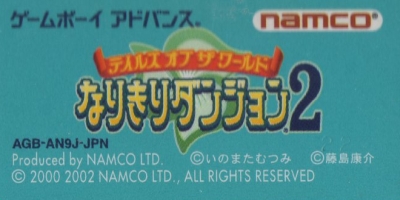 ゲームボーイ アドバンス™ namco
テイルズ オブ ザ ワールド
なりきりダンジョン2
AGB-AN9J-JPN
Produced by NAMCO LTD. ©いのまたむつみ ©藤島康介
© 2000 2002 NAMCO LTD., ALL RIGHTS RESERVED